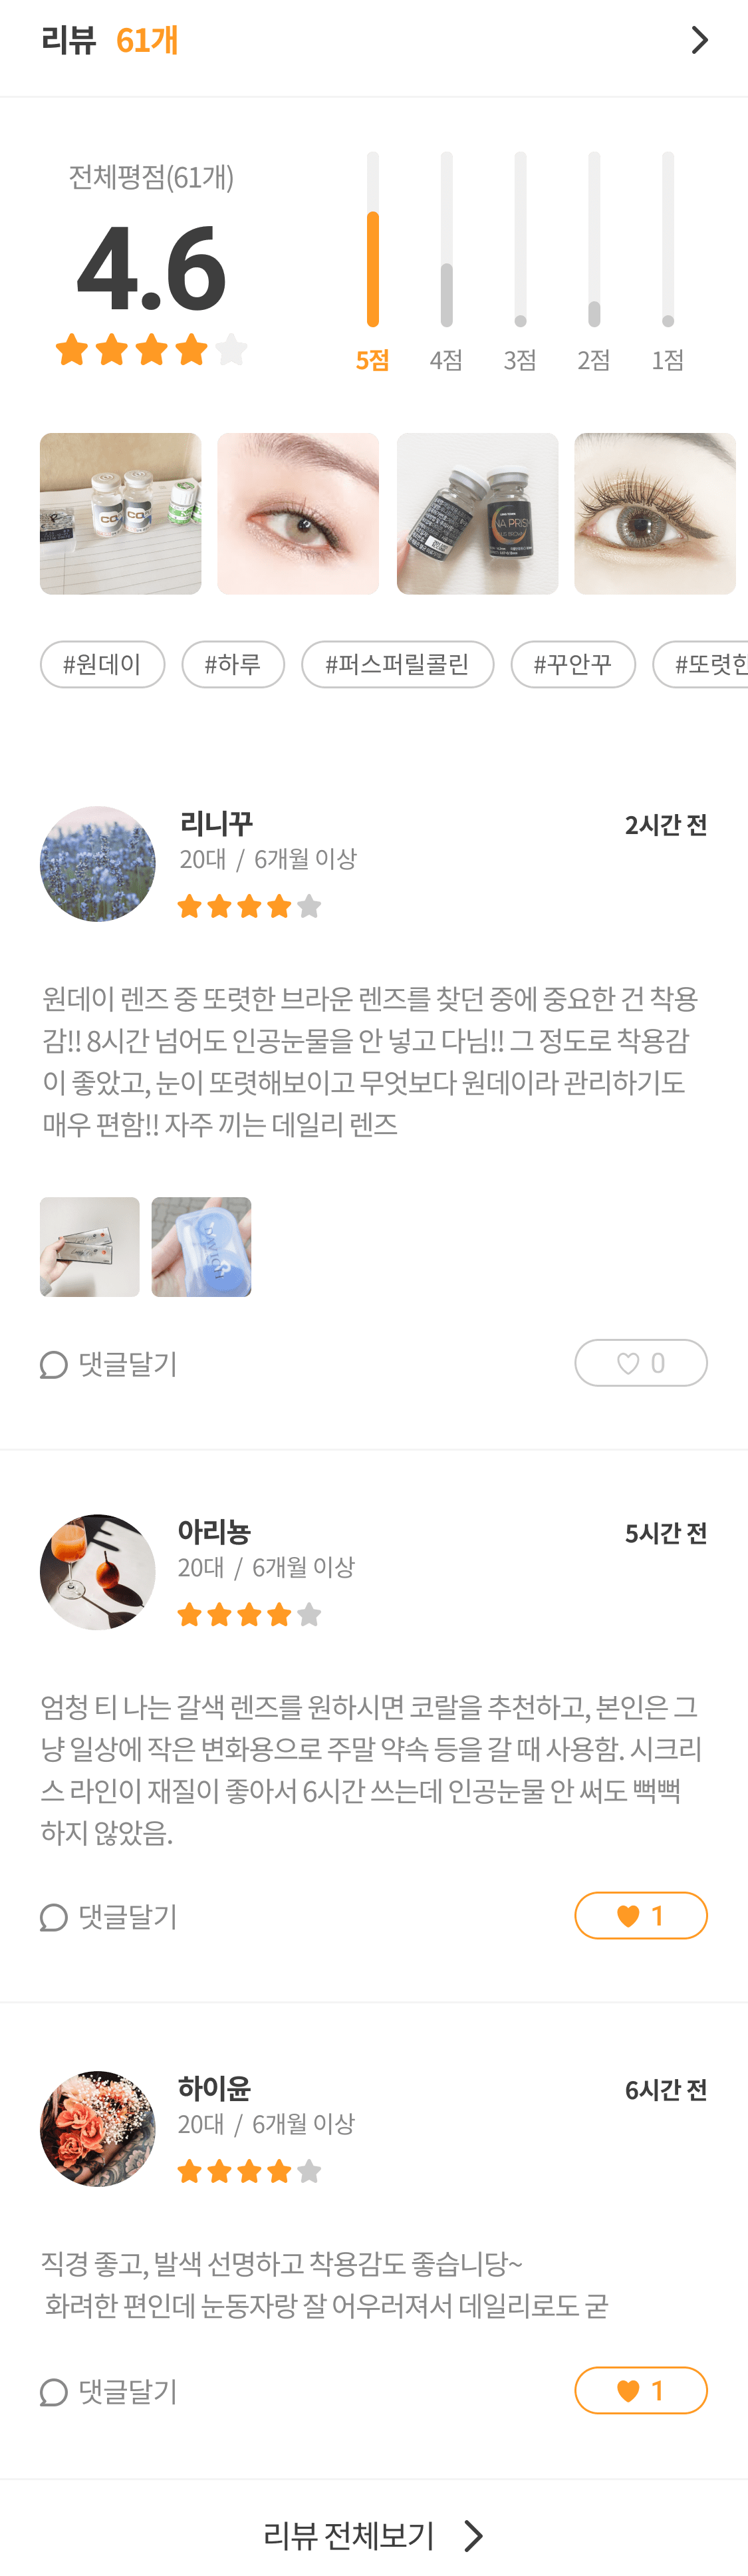 리뷰 61개
전체평점(61개)
4.6
5점 4점 3점 2점 1점
#원데이 #하루 #퍼스퍼릴콜린 #꾸안꾸 #또렷한
리니꾸
2시간 전
20대 / 6개월 이상
원데이 렌즈 중 또렷한 브라운 렌즈를 찾던 중에 중요한 건 착용
감!! 8시간 넘어도 인공눈물을 안 넣고 다님!! 그 정도로 착용감
이 좋았고, 눈이 또렷해보이고 무엇보다 원데이라 관리하기도
매우 편함!! 자주 끼는 데일리 렌즈
댓글달기
0
아리뇽
5시간 전
20대 / 6개월 이상
엄청 티 나는 갈색 렌즈를 원하시면 코랄을 추천하고, 본인은 그
냥 일상에 작은 변화용으로 주말 약속 등을 갈 때 사용함. 시크리
스 라인이 재질이 좋아서 6시간 쓰는데 인공눈물 안 써도 뻑뻑
하지 않았음.
댓글달기
1
하이윤
6시간 전
20대 / 6개월 이상
직경 좋고, 발색 선명하고 착용감도 좋습니당~
화려한 편인데 눈동자랑 잘 어우러져서 데일리로도 굳
댓글달기
1
리뷰 전체보기